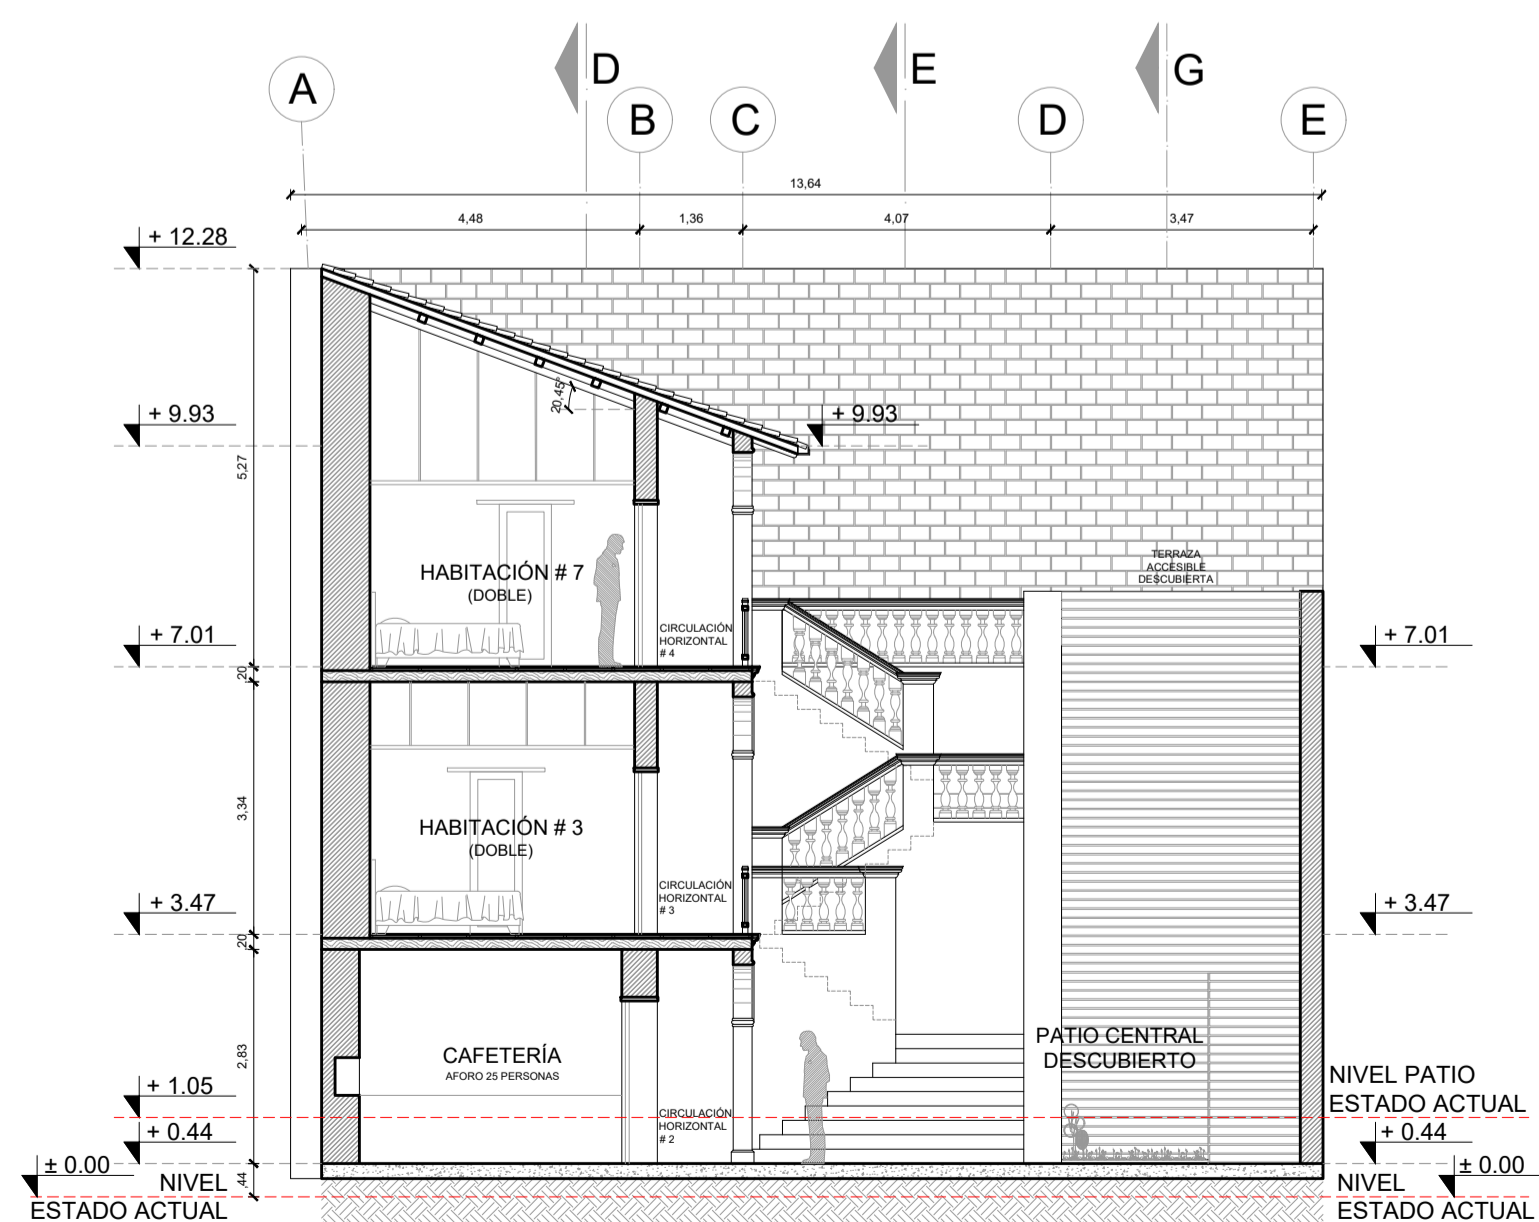 D
E
G
A
B
C
D
E
13,64
4,48
1,36
4,07
3,47
+ 12.28
+ 9.93
+ 9.93
20,45°
5,27
TERRAZA
ACCESIBLE
DESCUBIERTA
HABITACIÓN # 7
(DOBLE)
CIRCULACIÓN
HORIZONTAL
# 4
+ 7.01
+ 7.01
20
3,34
HABITACIÓN # 3
(DOBLE)
CIRCULACIÓN
HORIZONTAL
# 3
+ 3.47
+ 3.47
20
2,83
CAFETERÍA
AFORO 25 PERSONAS
PATIO CENTRAL
DESCUBIERTO
+ 1.05
NIVEL PATIO
ESTADO ACTUAL
CIRCULACIÓN
HORIZONTAL
# 2
+ 0.44
+ 0.44
± 0.00
± 0.00
,44
NIVEL
ESTADO ACTUAL
NIVEL
ESTADO ACTUAL